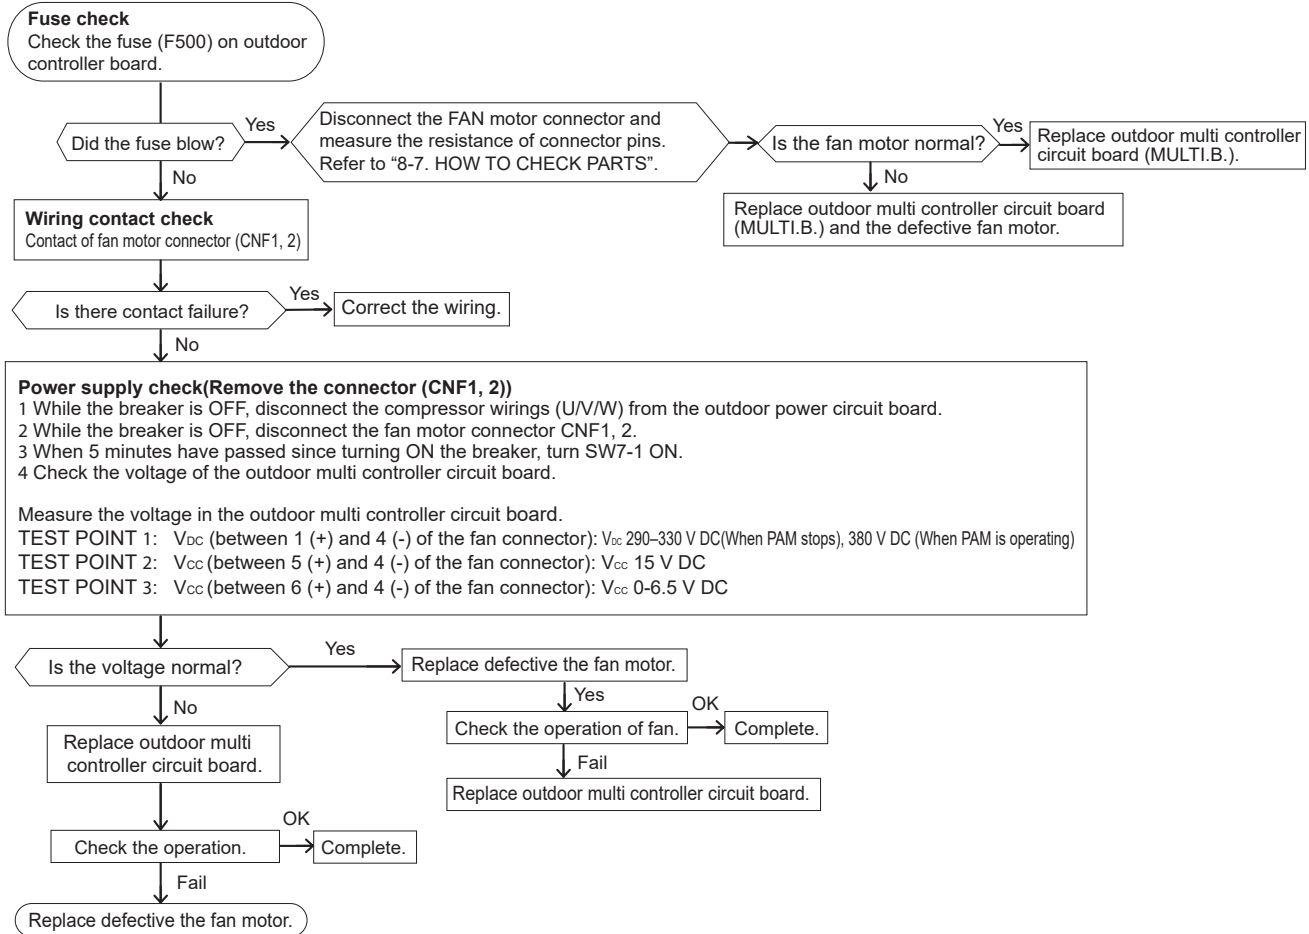 Fuse check
Check the fuse (F500) on outdoor
controller board.
Did the fuse blow?
Yes
Disconnect the FAN motor connector and
measure the resistance of connector pins.
Refer to “8-7. HOW TO CHECK PARTS”.
Is the fan motor normal?
Yes
Replace outdoor multi controller
circuit board (MULTI.B.).
No
Replace outdoor multi controller circuit board
(MULTI.B.) and the defective fan motor.
No
Wiring contact check
Contact of fan motor connector (CNF1, 2)
Is there contact failure?
Yes
Correct the wiring.
No
Power supply check(Remove the connector (CNF1, 2))
1 While the breaker is OFF, disconnect the compressor wirings (U/V/W) from the outdoor power circuit board.
2 While the breaker is OFF, disconnect the fan motor connector CNF1, 2.
3 When 5 minutes have passed since turning ON the breaker, turn SW7-1 ON.
4 Check the voltage of the outdoor multi controller circuit board.
Measure the voltage in the outdoor multi controller circuit board.
TEST POINT 1: VDC (between 1 (+) and 4 (-) of the fan connector): VDC 290–330 V DC(When PAM stops), 380 V DC (When PAM is operating)
TEST POINT 2: VCC (between 5 (+) and 4 (-) of the fan connector): VCC 15 V DC
TEST POINT 3: VCC (between 6 (+) and 4 (-) of the fan connector): VCC 0-6.5 V DC
Is the voltage normal?
Yes
Replace defective the fan motor.
Yes
Check the operation of fan.
OK
Complete.
Fail
Replace outdoor multi controller circuit board.
No
Replace outdoor multi
controller circuit board.
Check the operation.
OK
Complete.
Fail
Replace defective the fan motor.